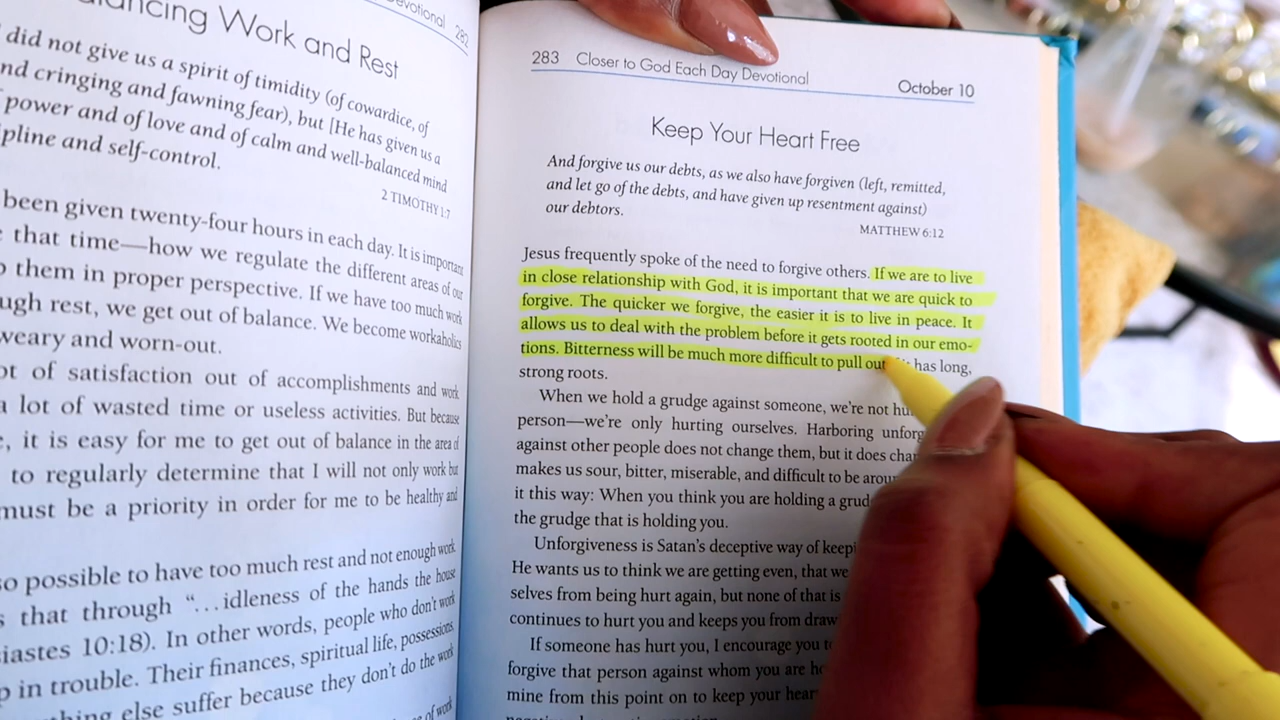 ancing Work and Rest
evotional 282
did not give us a spirit of timidity (of cowardice, of
nd cringing and fawning fear), but [He has given us a
power and of love and of calm and well-balanced mind
pline and self-control.
2 TIMOTHY 1:7
been given twenty-four hours in each day. It is important
that time—how we regulate the different areas of our
them in proper perspective. If we have too much work
ugh rest, we get out of balance. We become workaholics
weary and worn-out.
ot of satisfaction out of accomplishments and work
a lot of wasted time or useless activities. But because
e, it is easy for me to get out of balance in the area of
to regularly determine that I will not only work but
must be a priority in order for me to be healthy and
so possible to have too much rest and not enough work.
s that through “…idleness of the hands the house
siastes 10:18). In other words, people who don’t work
p in trouble. Their finances, spiritual life, possessions,
thing else suffer because they don’t do the work
of work
283 Closer to God Each Day Devotional
October 10
Keep Your Heart Free
And forgive us our debts, as we also have forgiven (left, remitted,
and let go of the debts, and have given up resentment against)
our debtors.
MATTHEW 6:12
Jesus frequently spoke of the need to forgive others. If we are to live
in close relationship with God, it is important that we are quick to
forgive. The quicker we forgive, the easier it is to live in peace. It
allows us to deal with the problem before it gets rooted in our emo-
tions. Bitterness will be much more difficult to pull out has long,
strong roots.
When we hold a grudge against someone, we’re not hu
person—we’re only hurting ourselves. Harboring unforg
against other people does not change them, but it does chan
makes us sour, bitter, miserable, and difficult to be arou
it this way: When you think you are holding a grud
the grudge that is holding you.
Unforgiveness is Satan’s deceptive way of keepi
He wants us to think we are getting even, that we
selves from being hurt again, but none of that is
continues to hurt you and keeps you from draw
If someone has hurt you, I encourage you t
forgive that person against whom you are ho
mine from this point on to keep your hear